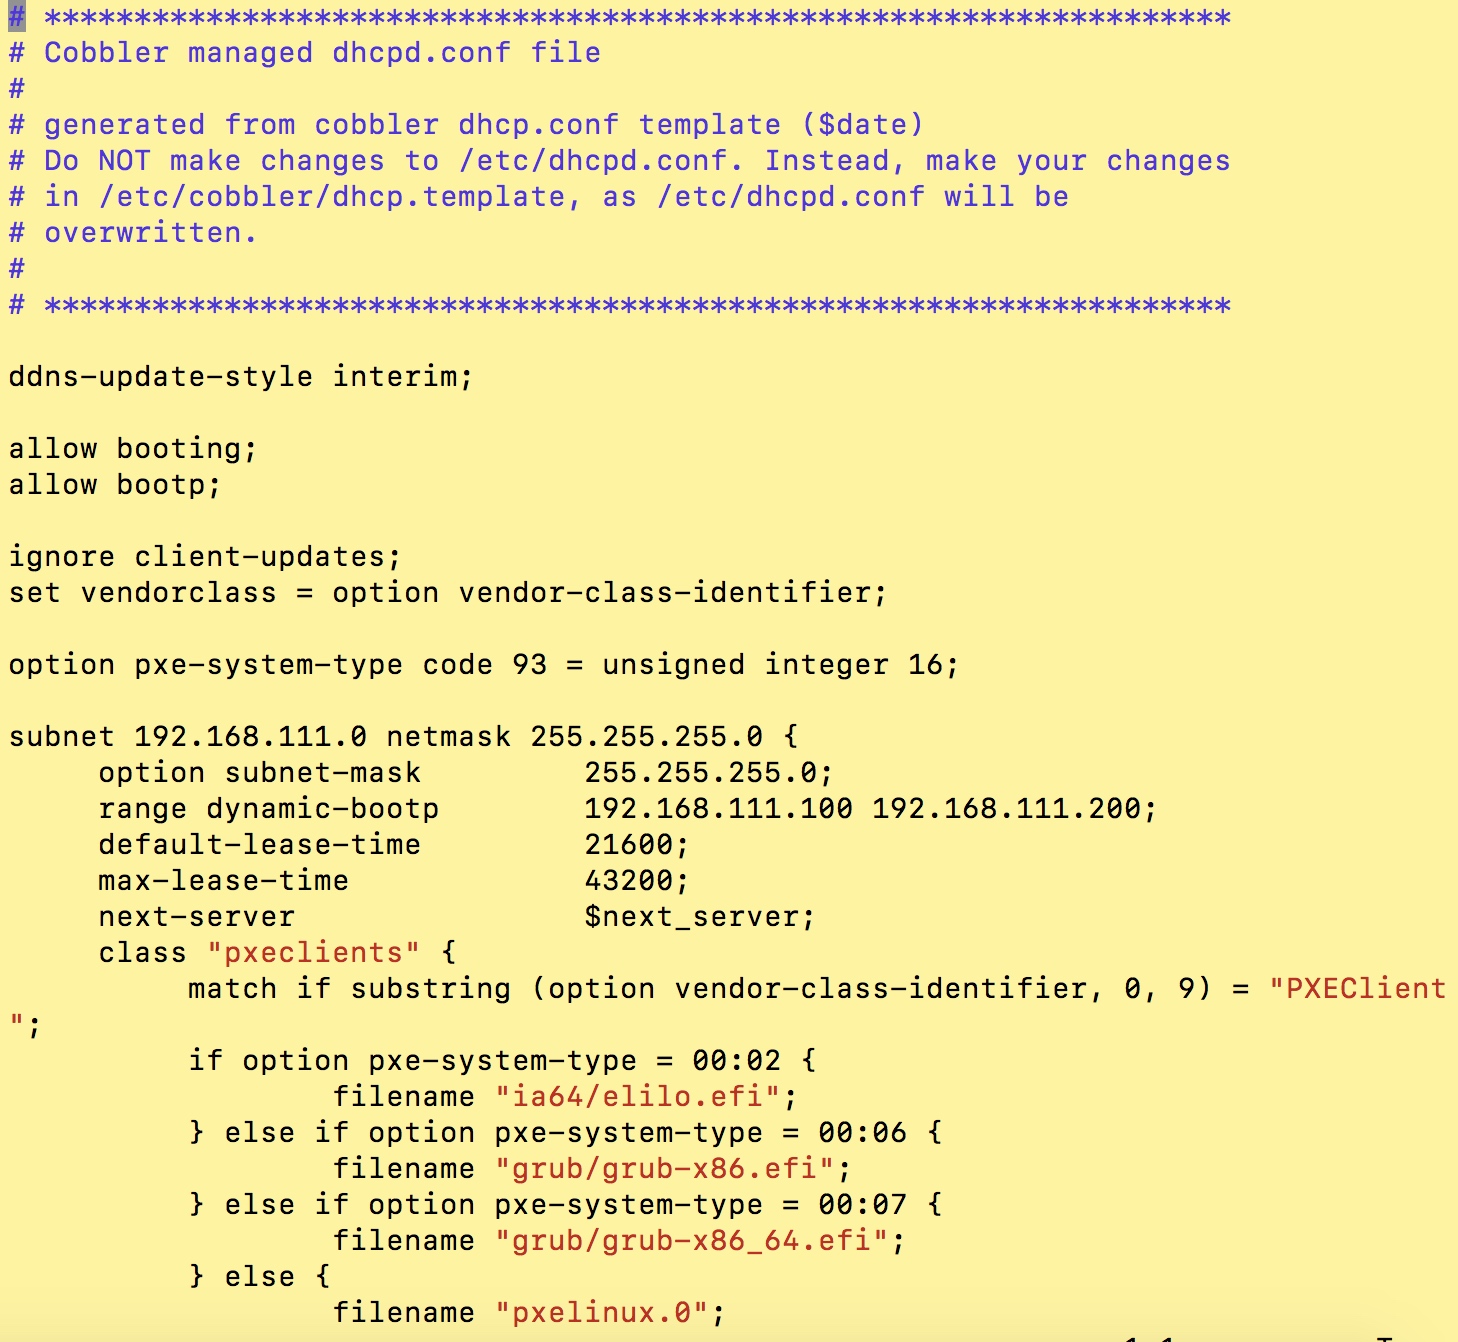 # ******************************************************************
# Cobbler managed dhcpd.conf file
#
# generated from cobbler dhcp.conf template ($date)
# Do NOT make changes to /etc/dhcpd.conf. Instead, make your changes
# in /etc/cobbler/dhcp.template, as /etc/dhcpd.conf will be
# overwritten.
#
# ******************************************************************

ddns-update-style interim;

allow booting;
allow bootp;

ignore client-updates;
set vendorclass = option vendor-class-identifier;

option pxe-system-type code 93 = unsigned integer 16;

subnet 192.168.111.0 netmask 255.255.255.0 {
     option subnet-mask         255.255.255.0;
     range dynamic-bootp        192.168.111.100 192.168.111.200;
     default-lease-time         21600;
     max-lease-time             43200;
     next-server                $next_server;
     class "pxeclients" {
          match if substring (option vendor-class-identifier, 0, 9) = "PXEClient
";
          if option pxe-system-type = 00:02 {
                  filename "ia64/elilo.efi";
          } else if option pxe-system-type = 00:06 {
                  filename "grub/grub-x86.efi";
          } else if option pxe-system-type = 00:07 {
                  filename "grub/grub-x86_64.efi";
          } else {
                  filename "pxelinux.0";